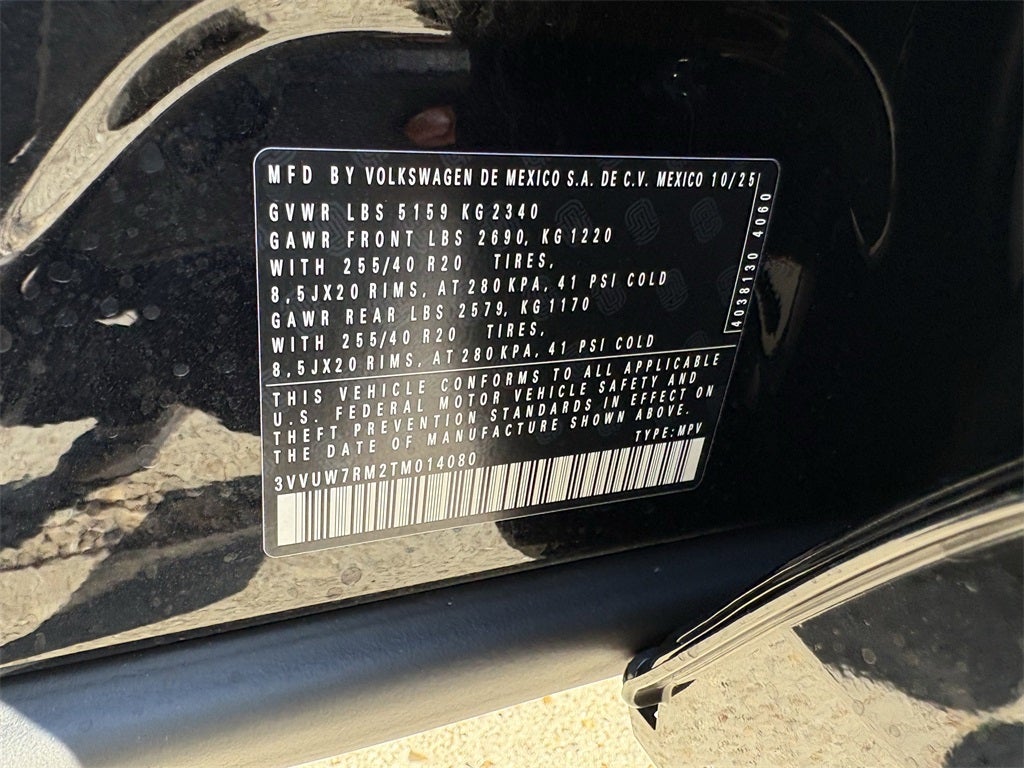 MFD BY VOLKSWAGEN DE MEXICO S.A. DE C.V. MEXICO 10/25
GVWR LBS 5159 KG 2340
GAWR FRONT LBS 2690, KG 1220
WITH 255/40 R20 TIRES,
8,5JX20 RIMS, AT 280 KPA, 41 PSI COLD
GAWR REAR LBS 2579, KG 1170
WITH 255/40 R20 TIRES,
8,5JX20 RIMS, AT 280 KPA, 41 PSI COLD
4038130 4060
THIS VEHICLE CONFORMS TO ALL APPLICABLE
U.S. FEDERAL MOTOR VEHICLE SAFETY AND
THEFT PREVENTION STANDARDS IN EFFECT ON
THE DATE OF MANUFACTURE SHOWN ABOVE.
3VVUW7RM2TM014080 TYPE: MPV